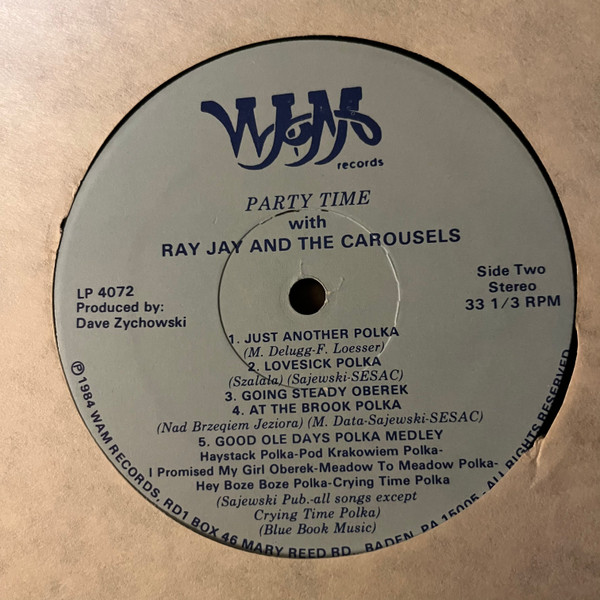 WAM
records
PARTY TIME
with
RAY JAY AND THE CAROUSELS
LP 4072
Produced by:
Dave Zychowski
Side Two
Stereo
33 1/3 RPM
1. JUST ANOTHER POLKA
(M. Delugg-F. Loesser)
2. LOVESICK POLKA
(Szalala) (Sajewski-SESAC)
3. GOING STEADY OBEREK
4. AT THE BROOK POLKA
(Nad Brzeqiem Jeziora) (M. Data-Sajewski-SESAC)
5. GOOD OLE DAYS POLKA MEDLEY
Haystack Polka-Pod Krakowiem Polka-
I Promised My Girl Oberek-Meadow To Meadow Polka-
Hey Boze Boze Polka-Crying Time Polka
(Sajewski Pub.-all songs except
Crying Time Polka)
(Blue Book Music)
℗ 1984 WAM RECORDS, RD1 BOX 46 MARY REED RD., BADEN, PA 15005 - ALL RIGHTS RESERVED